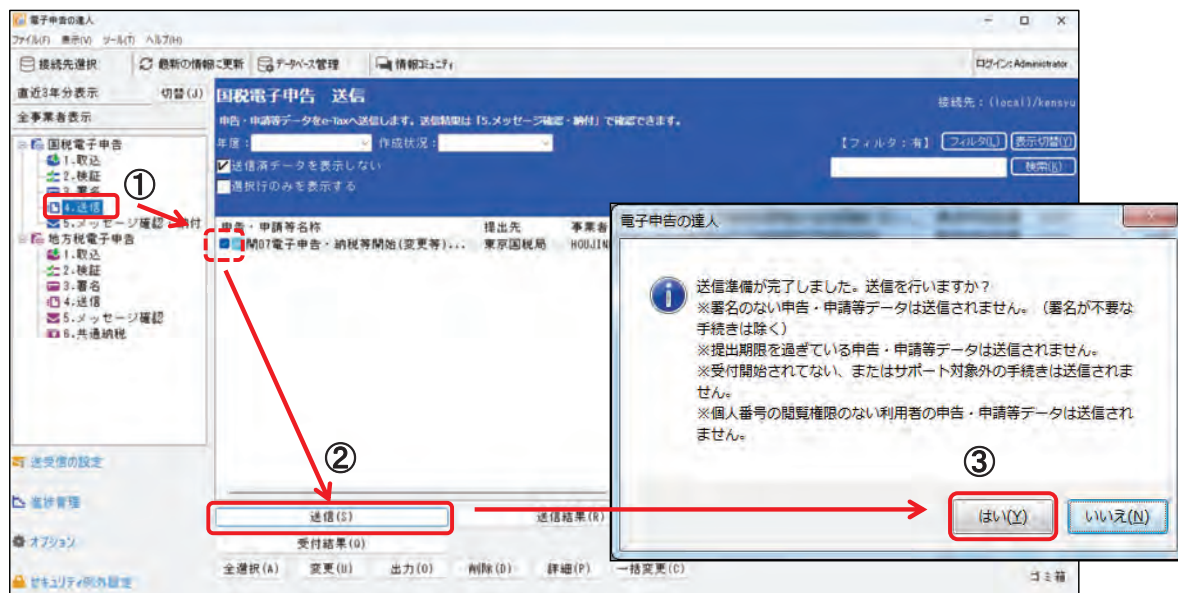 電子申告の達人
ファイル(F) 表示(V) ツール(T) ヘルプ(H)
接続先選択 最新の情報に更新 データベース管理 情報コミュニティ ログイン: Administrator
直近3年分表示 切替(J)
全事業者表示
国税電子申告
1.取込
2.検証
3.署名
4.送信
5.メッセージ確認・納付
地方税電子申告
1.取込
2.検証
3.署名
4.送信
5.メッセージ確認
6.共通納税
送受信の設定
進捗管理
オプション
セキュリティ例外設定
①
国税電子申告 送信
接続先：(local)/kensyu
申告・申請等データをe-Taxへ送信します。送信結果は「5.メッセージ確認・納付」で確認できます。
年度： 作成状況： 【フィルタ：有】 フィルタ(L) 表示切替(Y)
送信済データを表示しない 検索(K)
選択行のみを表示する
申告・申請等名称 提出先 事業者
開07電子申告・納税等開始(変更等)... 東京国税局 HOUJIN
②
送信(S) 送信結果(R)
受付結果(Q)
全選択(A) 変更(U) 出力(O) 削除(D) 詳細(P) 一括変更(C) ゴミ箱
電子申告の達人
送信準備が完了しました。送信を行いますか？
※署名のない申告・申請等データは送信されません。（署名が不要な
手続きは除く）
※提出期限を過ぎている申告・申請等データは送信されません。
※受付開始されてない、またはサポート対象外の手続きは送信されま
せん。
※個人番号の閲覧権限のない利用者の申告・申請等データは送信され
ません。
③
はい(Y) いいえ(N)